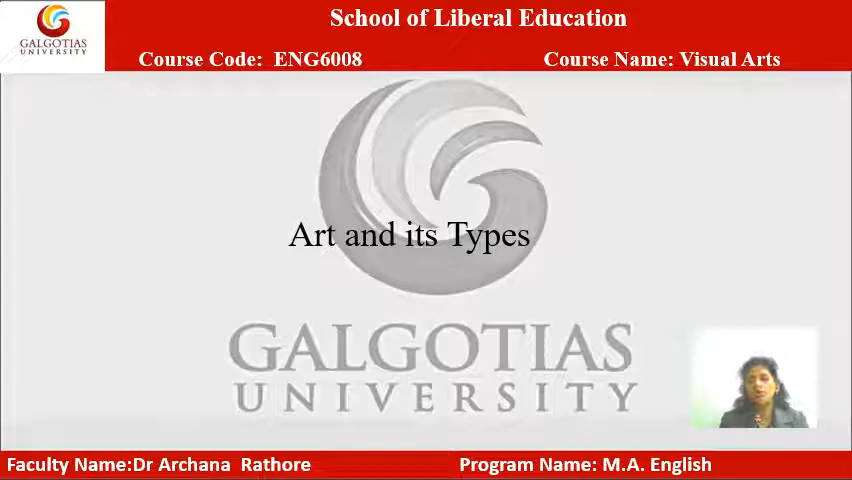 School of Liberal Education
GALGOTIAS
UNIVERSITY
Course Code: ENG6008 Course Name: Visual Arts
Art and its Types
GALGOTIAS
UNIVERSITY
Faculty Name:Dr Archana Rathore Program Name: M.A. English